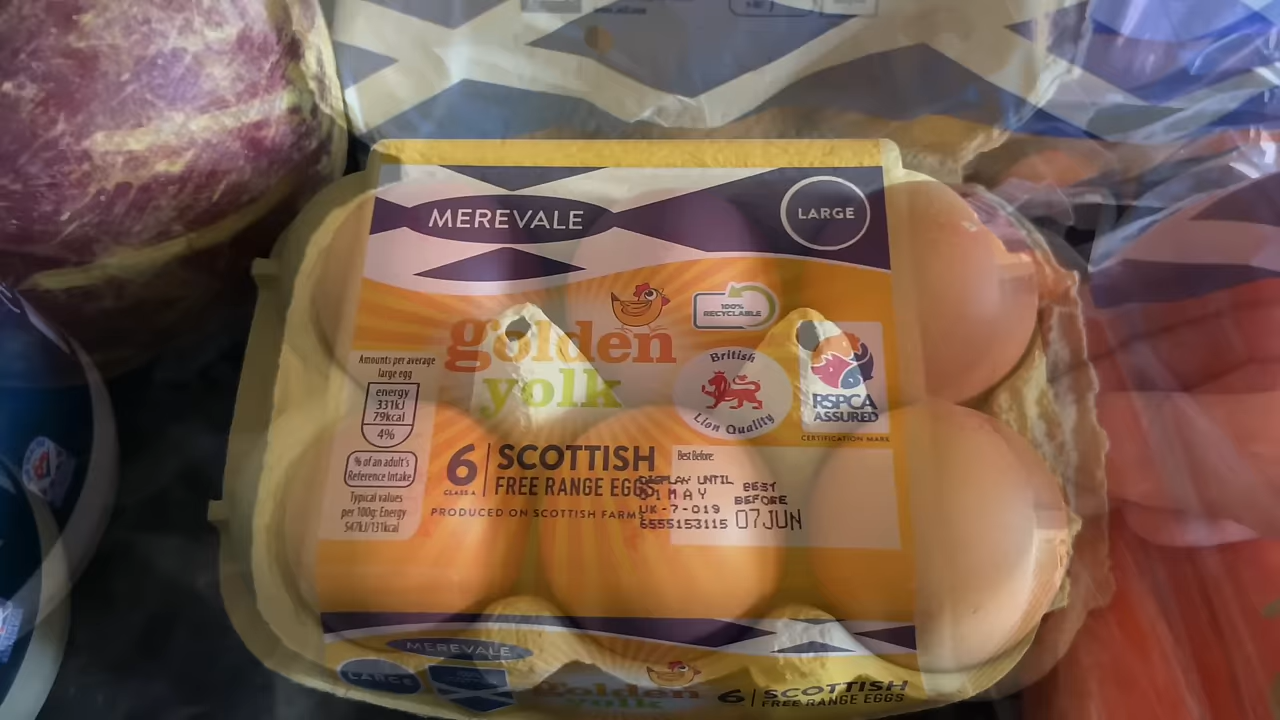 MEREVALE
LARGE
100%
RECYCLABLE
golden
yolk
British
Lion Quality
RSPCA
ASSURED
CERTIFICATION MARK
Amounts per average
large egg
energy
331kJ
79kcal
4%
% of an adult's
Reference Intake
Typical values
per 100g: Energy
547kJ/131kcal
6
CLASS A
SCOTTISH
FREE RANGE EGGS
PRODUCED ON SCOTTISH FARMS
Best Before:
DISPLAY UNTIL
31MAY
UK-7-019
6555153115
BEST
BEFORE
07JUN
MEREVALE
LARGE
golden
yolk
6 SCOTTISH
FREE RANGE EGGS